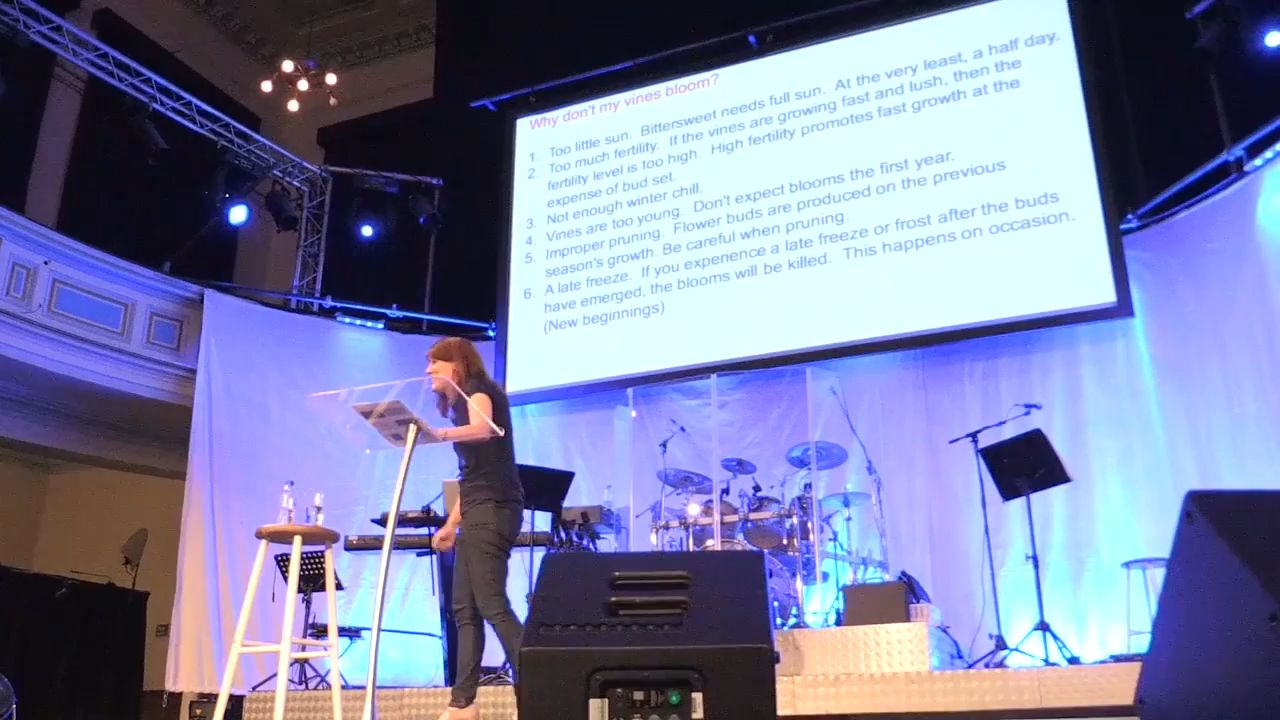 Why don't my vines bloom?
1. Too little sun. Bittersweet needs full sun. At the very least, a half day.
2. Too much fertility. If the vines are growing fast and lush, then the
fertility level is too high. High fertility promotes fast growth at the
expense of bud set.
3. Not enough winter chill.
4. Vines are too young. Don't expect blooms the first year.
5. Improper pruning. Flower buds are produced on the previous
season's growth. Be careful when pruning.
6. A late freeze. If you experience a late freeze or frost after the buds
have emerged, the blooms will be killed. This happens on occasion.
(New beginnings)